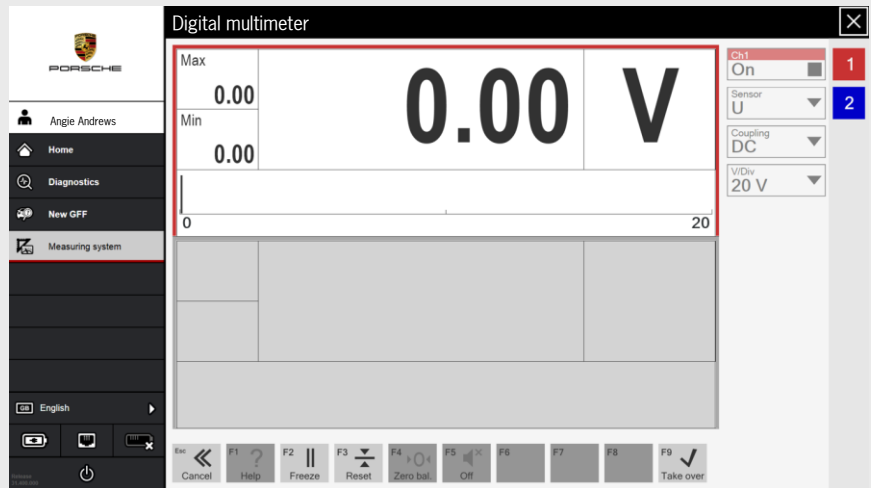 PORSCHE
Angie Andrews
Home
Diagnostics
New GFF
Measuring system
GB English
Digital multimeter
Max
0.00
Min
0.00
0.00 V
0 20
Ch1
On
Sensor
U
Coupling
DC
V/Div
20 V
1
2
Esc Cancel
F1 ? Help
F2 Freeze
F3 Reset
F4 Zero bal.
F5 Off
F6
F7
F8
F9 Take over